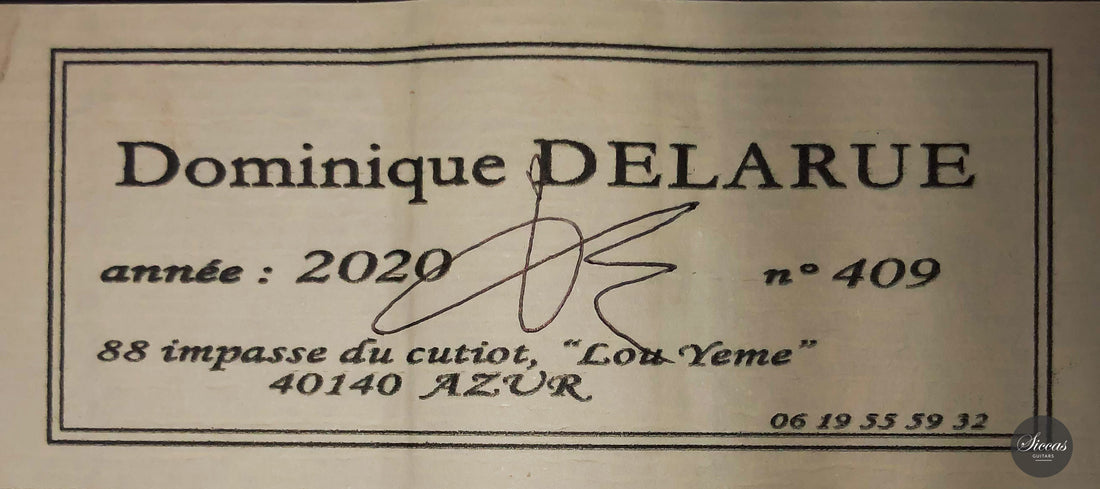 Dominique DELARUE
année : 2020 n° 409
88 impasse du cutiot, “Lou Yeme”
40140 AZUR
06 19 55 59 32
Siccas
GUITARS